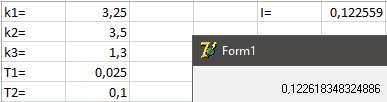 k1= 3,25 I= 0,122559
k2= 3,5
k3= 1,3
Form1
T1= 0,025
0,122618348324886
T2= 0,1